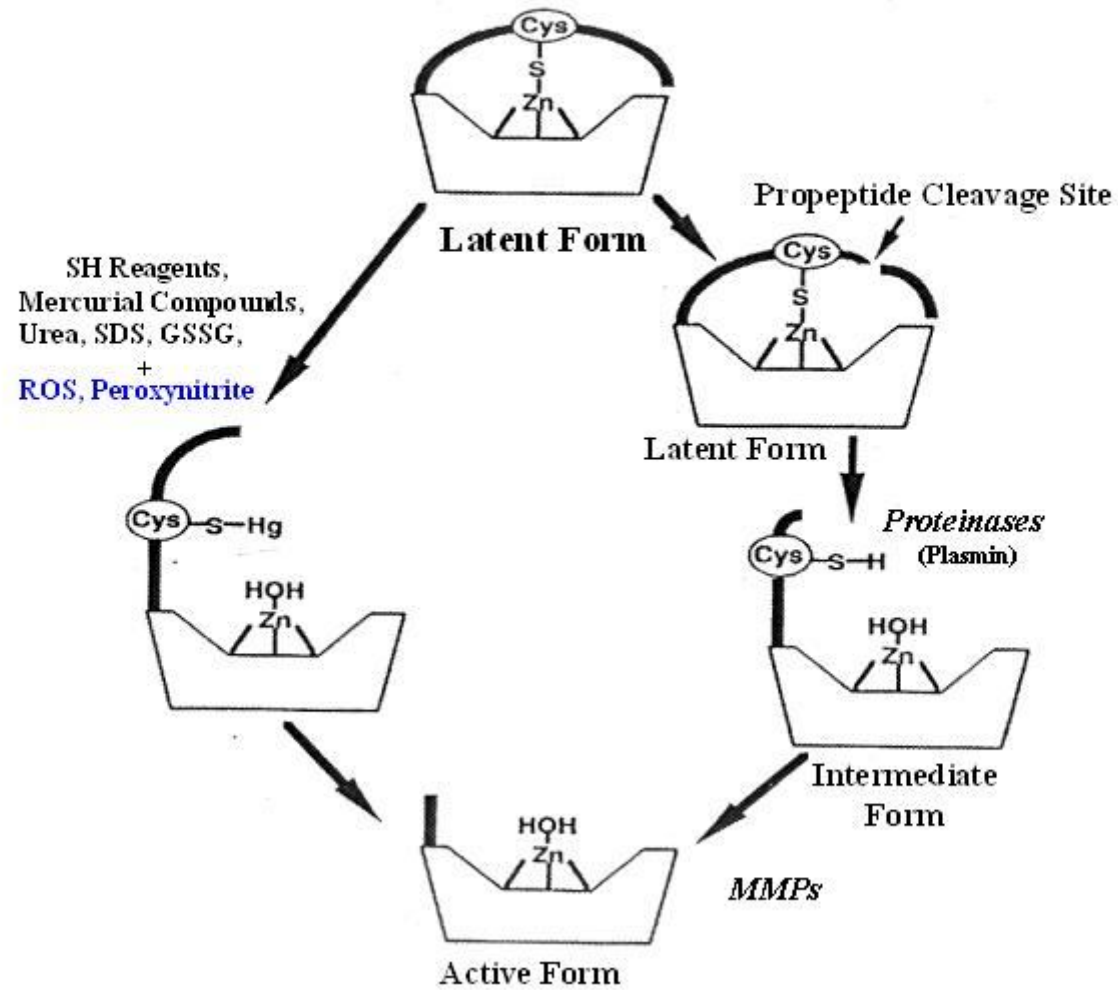 Cys
S
Zn
Latent Form
Propeptide Cleavage Site
Cys
S
Zn
Latent Form
SH Reagents,
Mercurial Compounds,
Urea, SDS, GSSG,
+
ROS, Peroxynitrite
Cys-S-Hg
HOH
Zn
Proteinases
(Plasmin)
Cys-S-H
HOH
Zn
Intermediate
Form
HOH
Zn
MMPs
Active Form